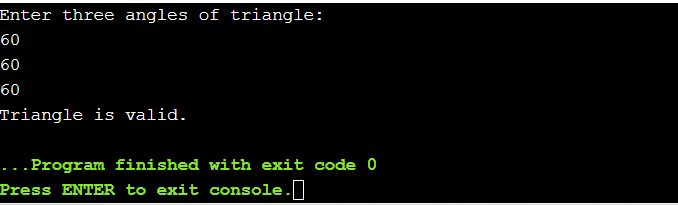 Enter three angles of triangle:
60
60
60
Triangle is valid.
...Program finished with exit code 0
Press ENTER to exit console.